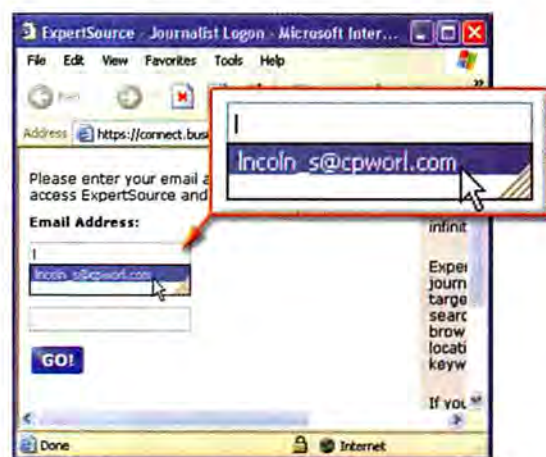 ExpertSource - Journalist Logon - Microsoft Inter...
File Edit View Favorites Tools Help
Address https://connect.bus
Please enter your email a
access ExpertSource and
Email Address:
l
lncoln_s@cpworl.com
l
lncoln_s@cpworl.com
GO!
infinit
Exper
journ
targe
searc
brow
locati
keyw
If you
Done
Internet